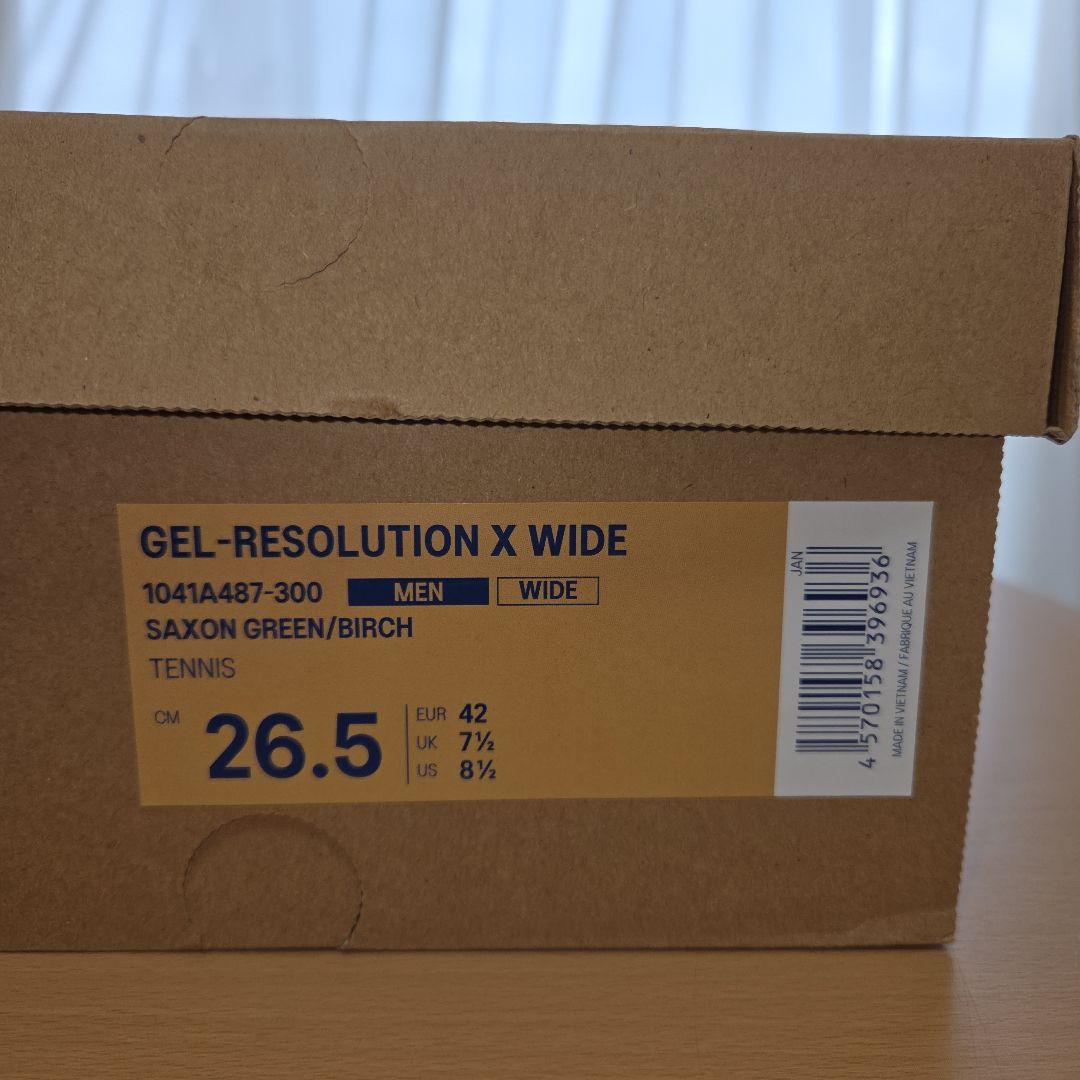 GEL-RESOLUTION X WIDE
1041A487-300 MEN WIDE
SAXON GREEN/BIRCH
TENNIS
CM 26.5
EUR 42
UK 7½
US 8½
JAN
4 570158 396936
MADE IN VIETNAM / FABRIQUE AU VIETNAM